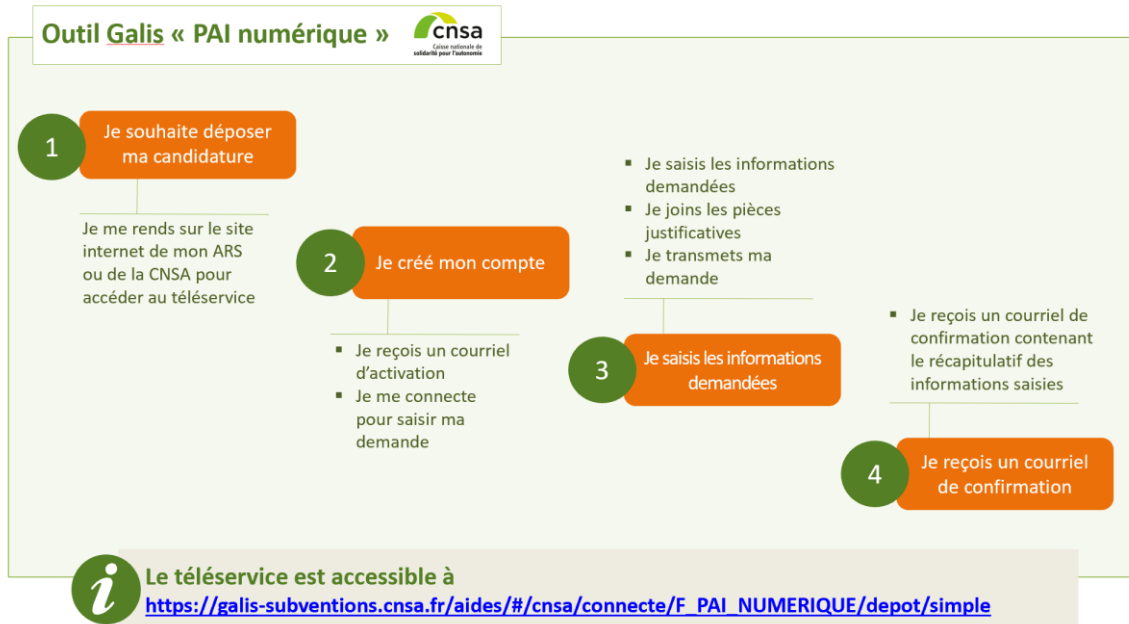 Outil Galis « PAI numérique »
cnsa
Caisse nationale de
solidarité pour l'autonomie
1
Je souhaite déposer
ma candidature
Je me rends sur le site
internet de mon ARS
ou de la CNSA pour
accéder au téléservice
2
Je créé mon compte
▪ Je reçois un courriel
d'activation
▪ Je me connecte
pour saisir ma
demande
▪ Je saisis les informations
demandées
▪ Je joins les pièces
justificatives
▪ Je transmets ma
demande
3
Je saisis les informations
demandées
▪ Je reçois un courriel de
confirmation contenant
le récapitulatif des
informations saisies
4
Je reçois un courriel
de confirmation
i
Le téléservice est accessible à
https://galis-subventions.cnsa.fr/aides/#/cnsa/connecte/F_PAI_NUMERIQUE/depot/simple